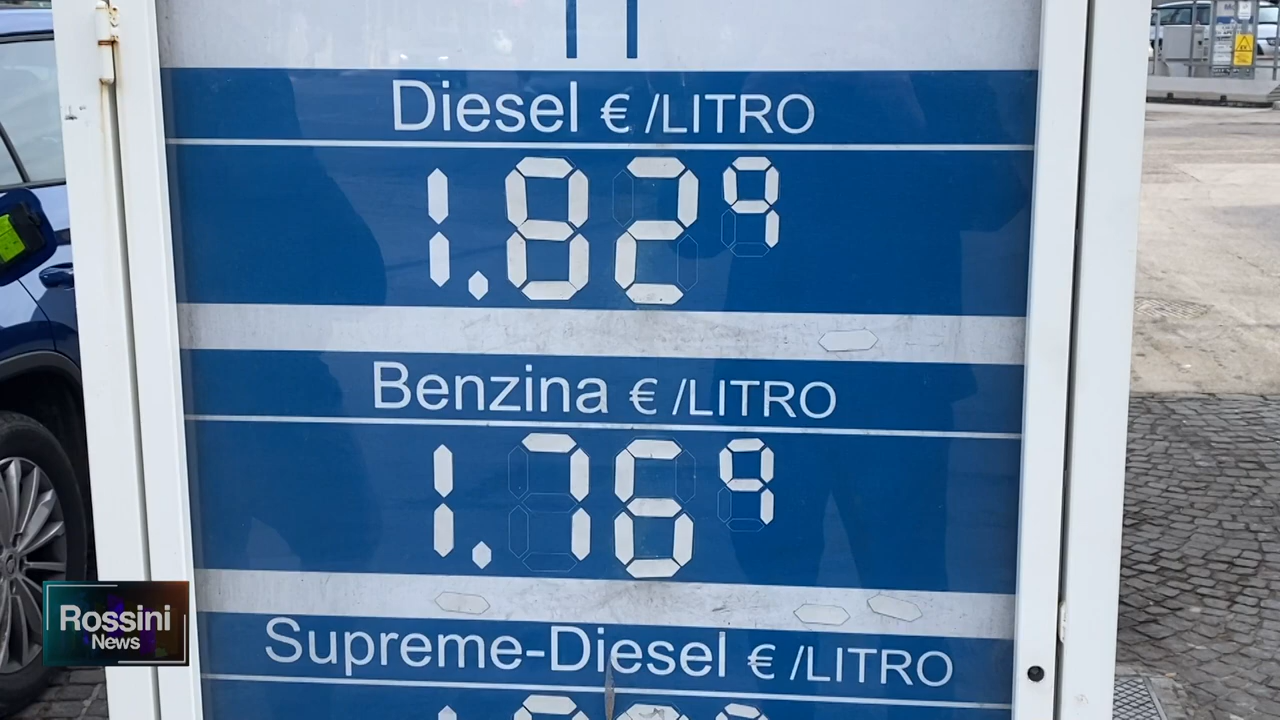 Diesel € /LITRO
1.829
Benzina € /LITRO
1.769
Supreme-Diesel € /LITRO
Rossini
News